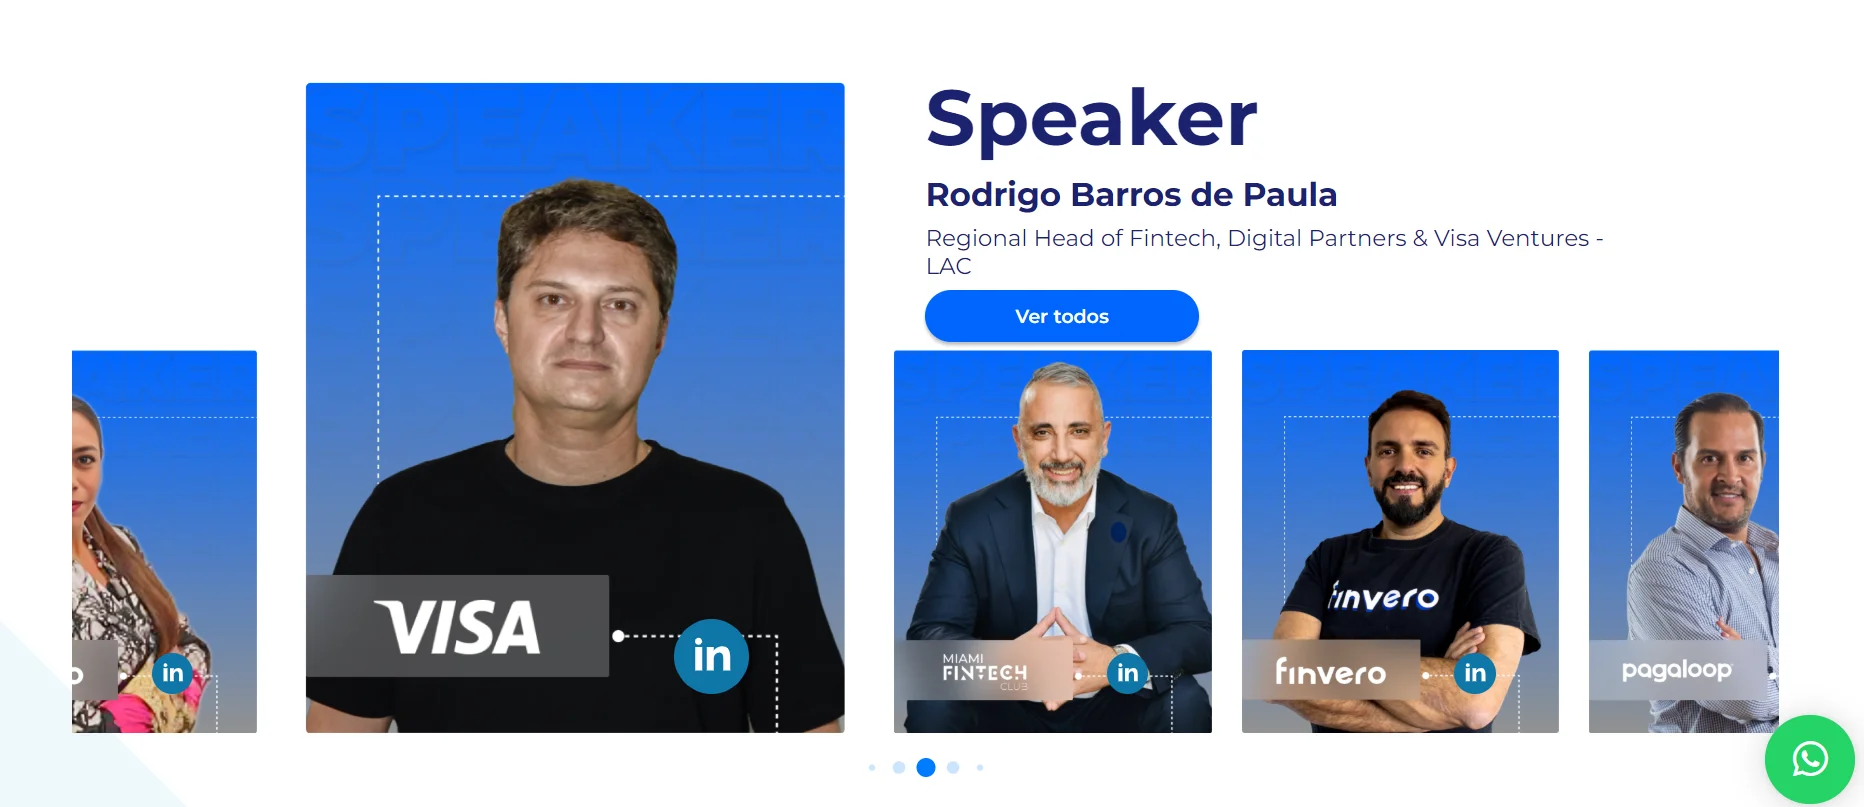 SPEAKER
Speaker
Rodrigo Barros de Paula
Regional Head of Fintech, Digital Partners & Visa Ventures -
LAC
Ver todos
VISA
in
in
MIAMI
FINTECH
CLUB
in
finvero
finvero
in
pagaloop